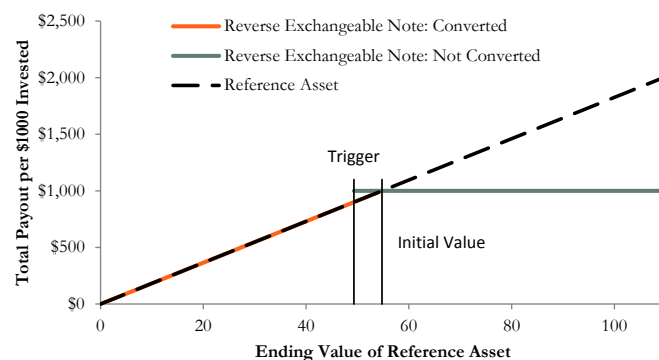 $2,500
$2,000
$1,500
$1,000
$500
$0
Total Payout per $1000 Invested
Reverse Exchangeable Note: Converted
Reverse Exchangeable Note: Not Converted
Reference Asset
Trigger
Initial Value
0 20 40 60 80 100
Ending Value of Reference Asset